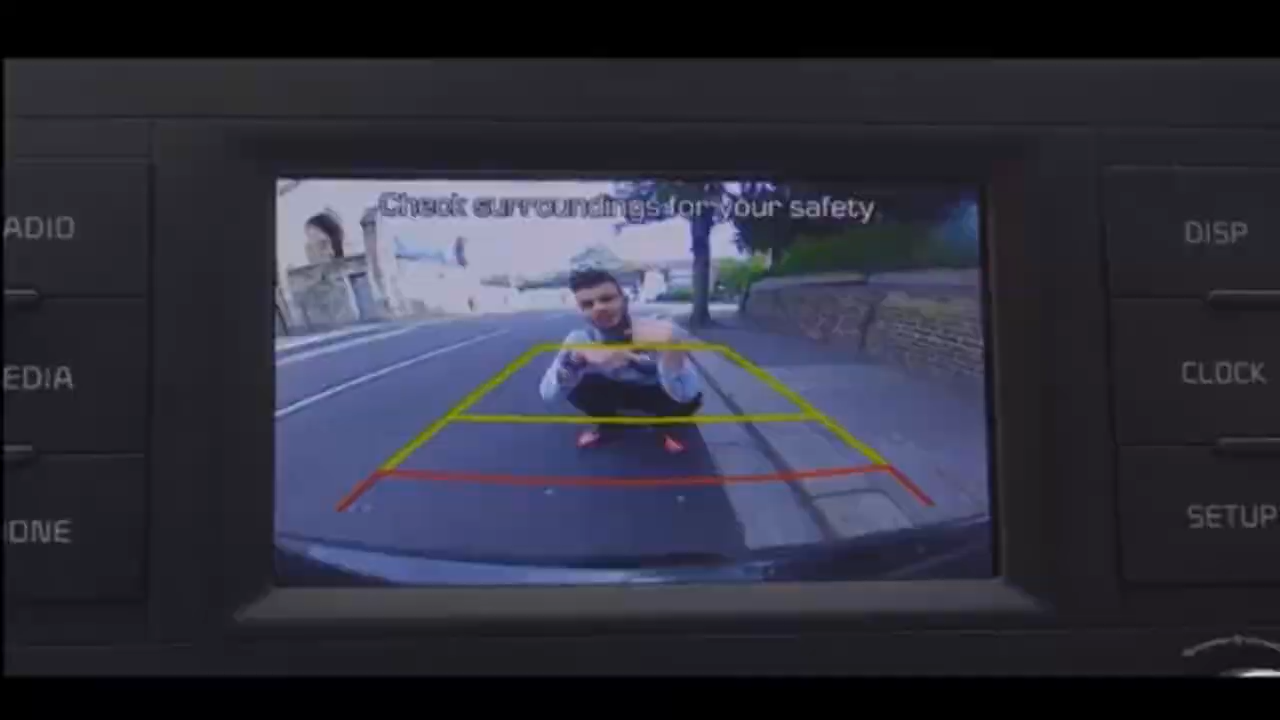 Check surroundings for your safety
ADIO
DISP
EDIA
CLOCK
ONE
SETUP